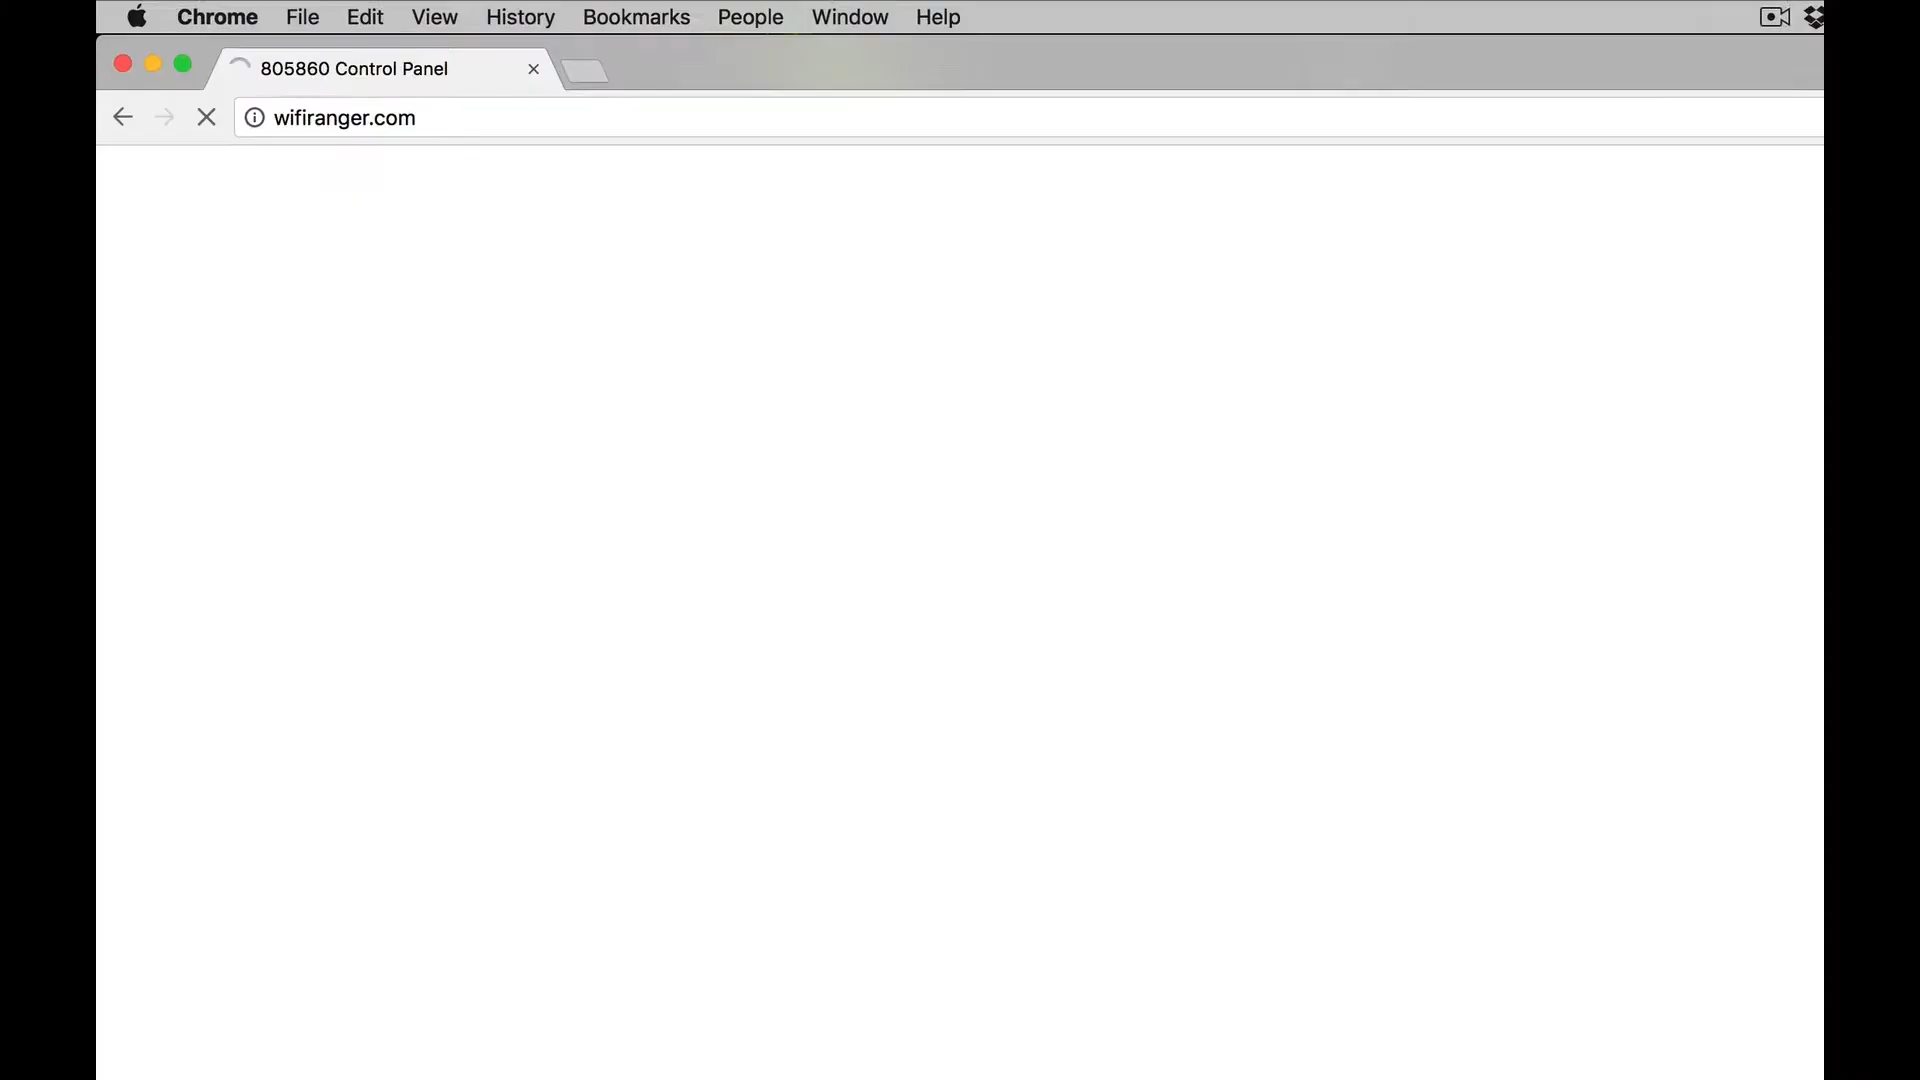 Chrome File Edit View History Bookmarks People Window Help
805860 Control Panel
wifiranger.com